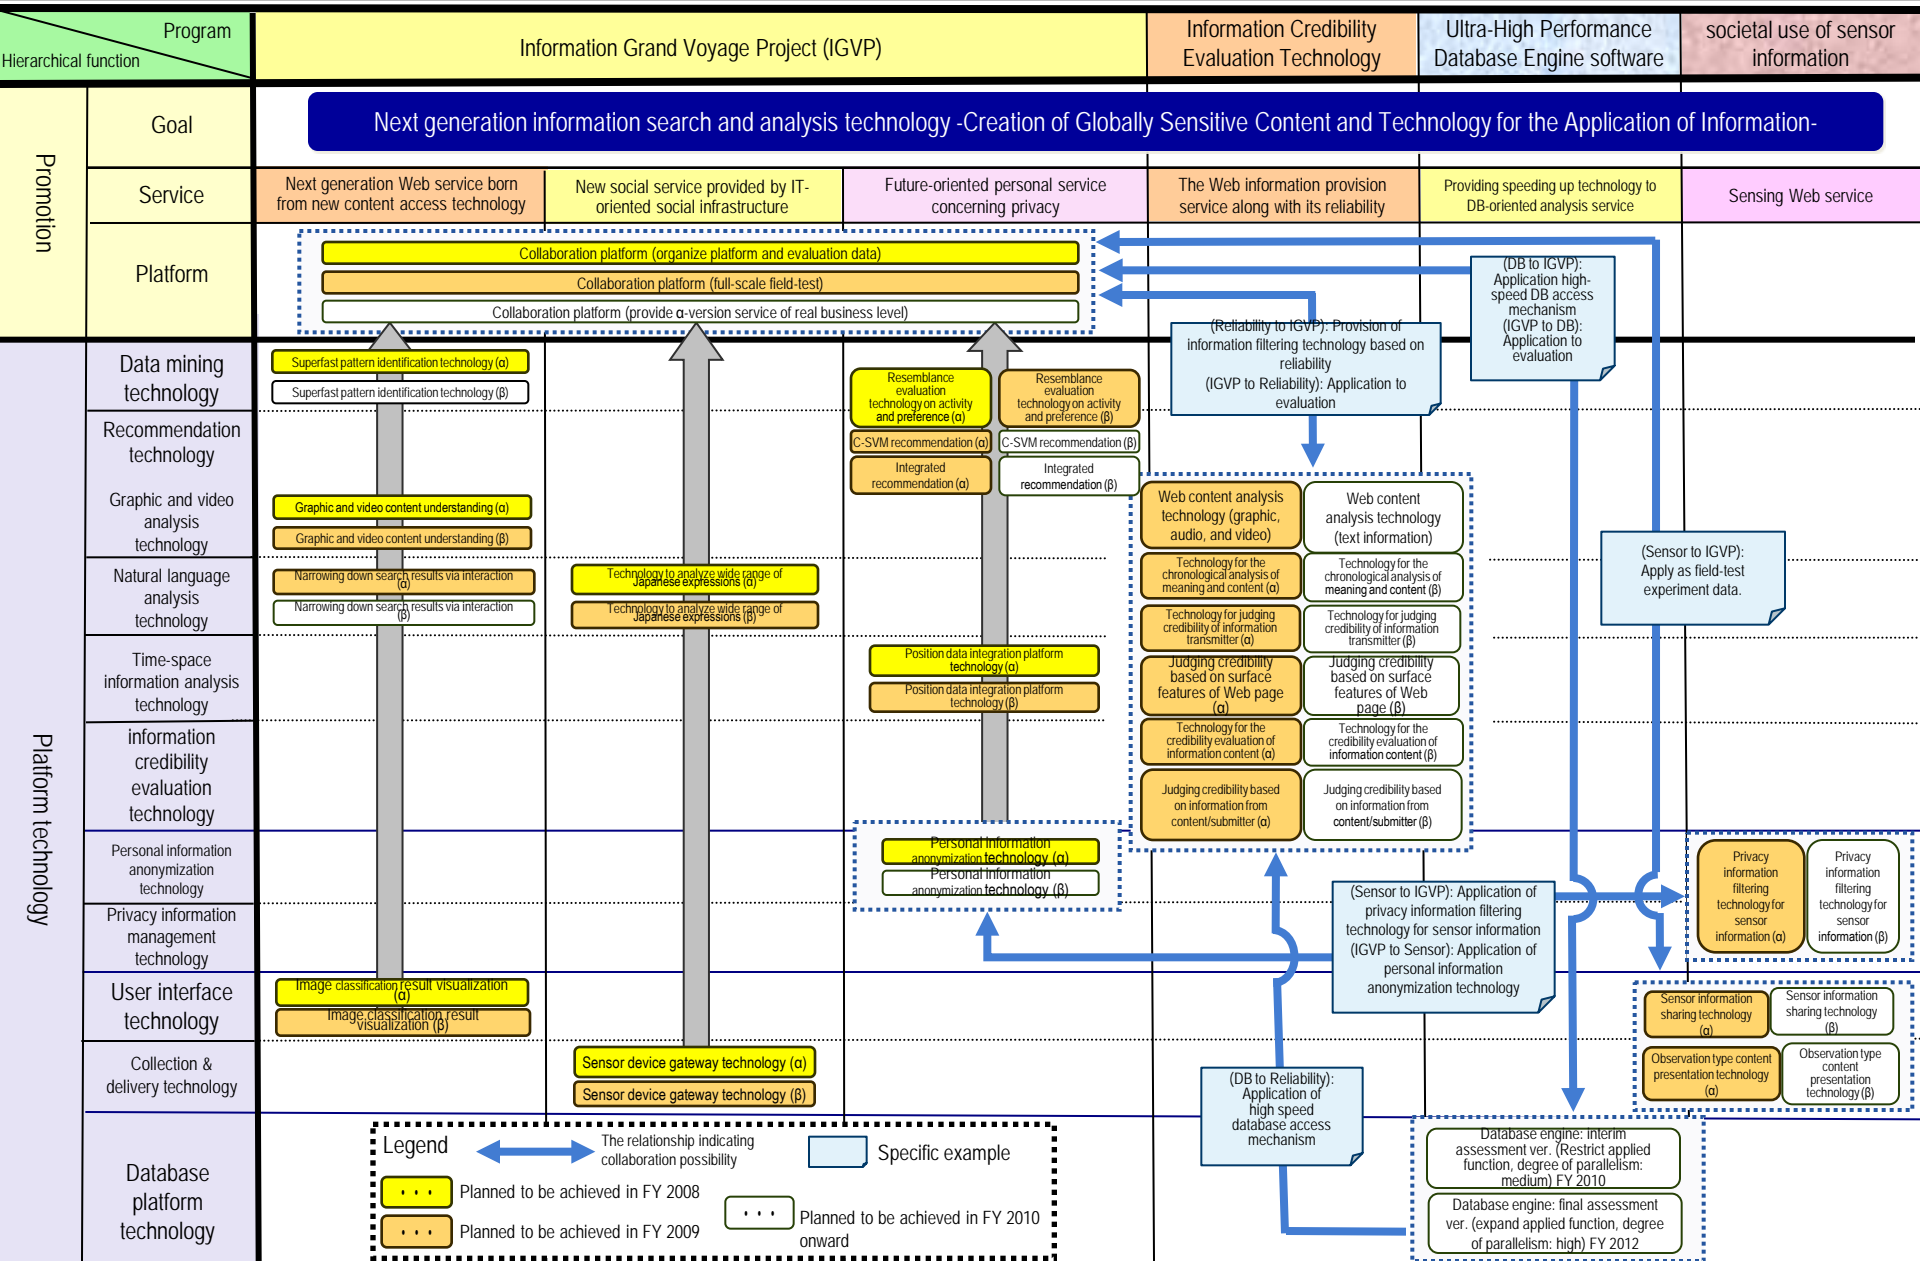 Program
Hierarchical function
Information Grand Voyage Project (IGVP)
Information Credibility
Evaluation Technology
Ultra-High Performance
Database Engine software
societal use of sensor
information
Promotion
Goal
Next generation information search and analysis technology -Creation of Globally Sensitive Content and Technology for the Application of Information-
Service
Next generation Web service born
from new content access technology
New social service provided by IT-
oriented social infrastructure
Future-oriented personal service
concerning privacy
The Web information provision
service along with its reliability
Providing speeding up technology to
DB-oriented analysis service
Sensing Web service
Platform
Collaboration platform (organize platform and evaluation data)
Collaboration platform (full-scale field-test)
Collaboration platform (provide α-version service of real business level)
(Reliability to IGVP): Provision of
information filtering technology based on
reliability
(IGVP to Reliability): Application to
evaluation
(DB to IGVP):
Application high-
speed DB access
mechanism
(IGVP to DB):
Application to
evaluation
Platform technology
Data mining
technology
Superfast pattern identification technology (α)
Superfast pattern identification technology (β)
Resemblance
evaluation
technology on activity
and preference (α)
Resemblance
evaluation
technology on activity
and preference (β)
Recommendation
technology
C-SVM recommendation (α)
C-SVM recommendation (β)
Integrated
recommendation (α)
Integrated
recommendation (β)
Graphic and video
analysis
technology
Graphic and video content understanding (α)
Graphic and video content understanding (β)
Web content analysis
technology (graphic,
audio, and video)
Web content
analysis technology
(text information)
(Sensor to IGVP):
Apply as field-test
experiment data.
Natural language
analysis
technology
Narrowing down search results via interaction
(α)
Narrowing down search results via interaction
(β)
Technology to analyze wide range of
Japanese expressions (α)
Technology to analyze wide range of
Japanese expressions (β)
Technology for the
chronological analysis of
meaning and content (α)
Technology for the
chronological analysis of
meaning and content (β)
Technology for judging
credibility of information
transmitter (α)
Technology for judging
credibility of information
transmitter (β)
Time-space
information analysis
technology
Position data integration platform
technology (α)
Position data integration platform
technology (β)
Judging credibility
based on surface
features of Web page
(α)
Judging credibility
based on surface
features of Web
page (β)
information
credibility
evaluation
technology
Technology for the
credibility evaluation of
information content (α)
Technology for the
credibility evaluation of
information content (β)
Judging credibility based
on information from
content/submitter (α)
Judging credibility based
on information from
content/submitter (β)
Personal information
anonymization
technology
Personal Information
anonymization technology (α)
Personal Information
anonymization technology (β)
(Sensor to IGVP): Application of
privacy information filtering
technology for sensor information
(IGVP to Sensor): Application of
personal information
anonymization technology
Privacy
information
filtering
technology for
sensor
information (α)
Privacy
information
filtering
technology for
sensor
information (β)
Privacy information
management
technology
User interface
technology
Image classification result visualization
(α)
Image classification result
visualization (β)
Sensor information
sharing technology
(α)
Sensor information
sharing technology
(β)
Collection &
delivery technology
Sensor device gateway technology (α)
Sensor device gateway technology (β)
Observation type content
presentation technology
(α)
Observation type
content
presentation
technology (β)
(DB to Reliability):
Application of
high speed
database access
mechanism
Database
platform
technology
Database engine: interim
assessment ver. (Restrict applied
function, degree of parallelism:
medium) FY 2010
Database engine: final assessment
ver. (expand applied function, degree
of parallelism: high) FY 2012
Legend
The relationship indicating
collaboration possibility
Specific example
・・・ Planned to be achieved in FY 2008
・・・ Planned to be achieved in FY 2009
・・・ Planned to be achieved in FY 2010
onward